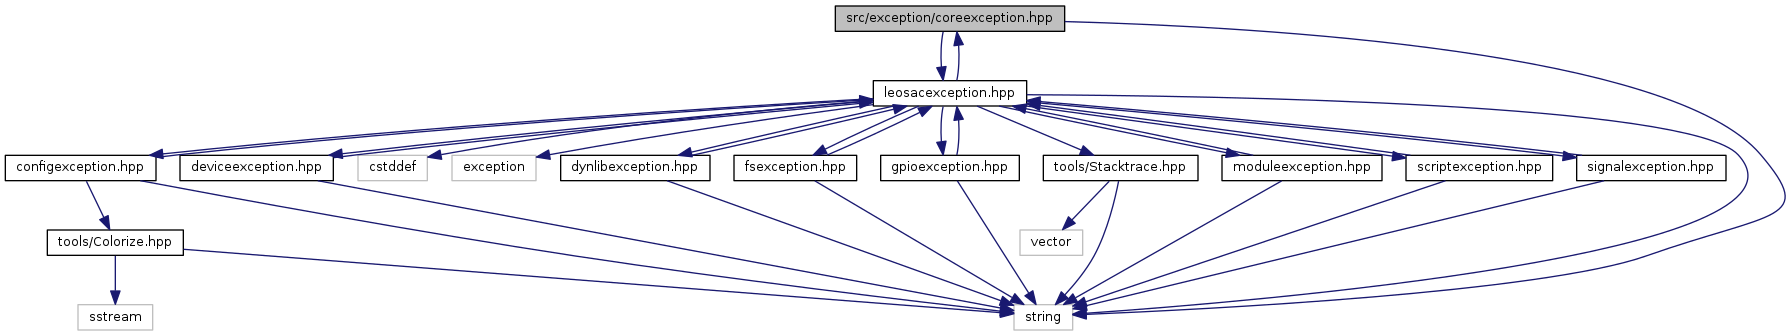 src/exception/coreexception.hpp
leosacexception.hpp
configexception.hpp
deviceexception.hpp
cstddef
exception
dynlibexception.hpp
fsexception.hpp
gpioexception.hpp
tools/Stacktrace.hpp
moduleexception.hpp
scriptexception.hpp
signalexception.hpp
tools/Colorize.hpp
vector
sstream
string